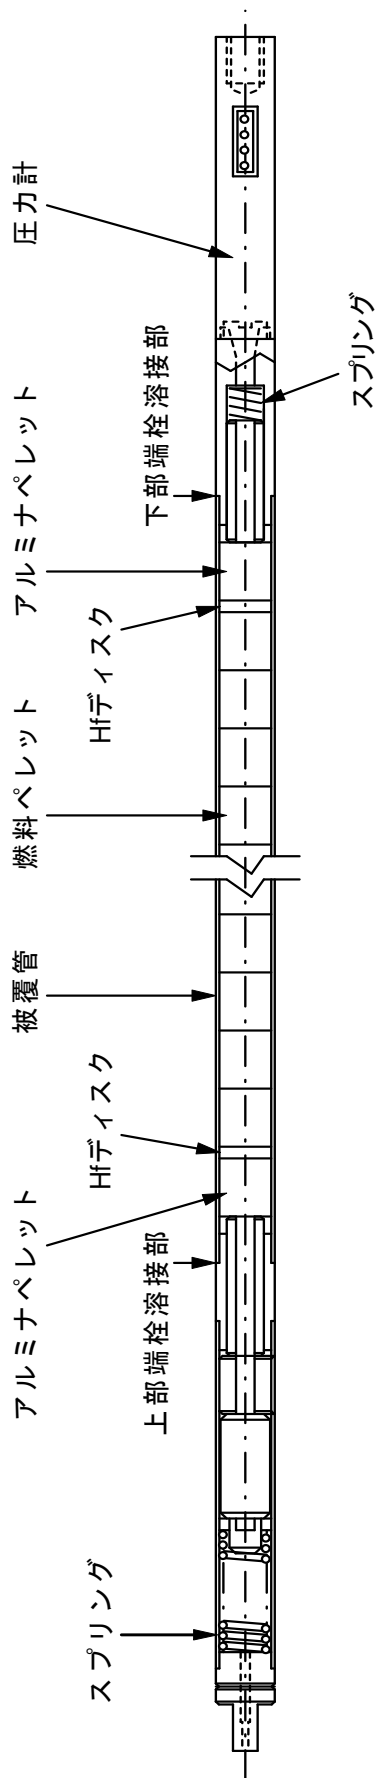 スプリング
アルミナペレット
上部端栓溶接部
Hfディスク
被覆管
燃料ペレット
Hfディスク
アルミナペレット
下部端栓溶接部
圧力計
スプリング